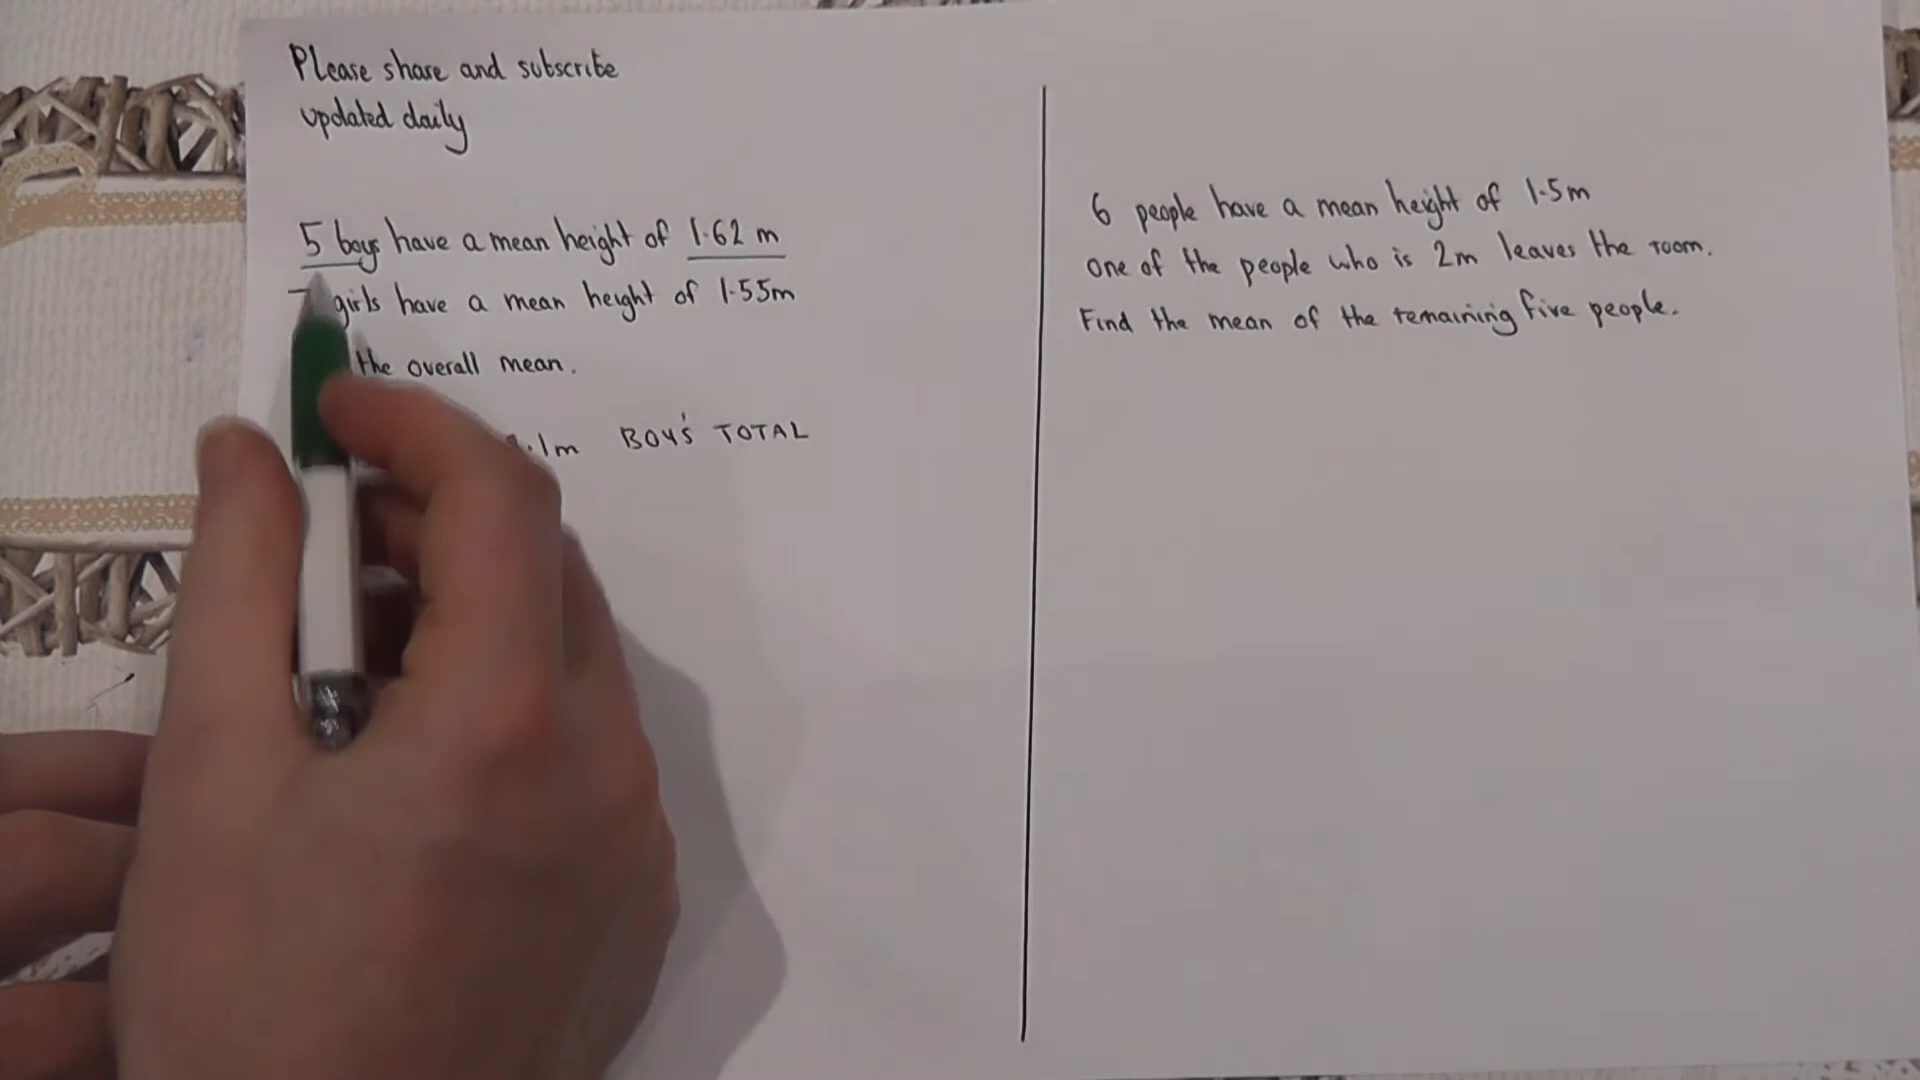 Please share and subscribe
updated daily
5 boys have a mean height of 1.62 m
girls have a mean height of 1.55m
the overall mean.
.1m BOY'S TOTAL
6 people have a mean height of 1.5m
one of the people who is 2m leaves the room.
Find the mean of the remaining five people.